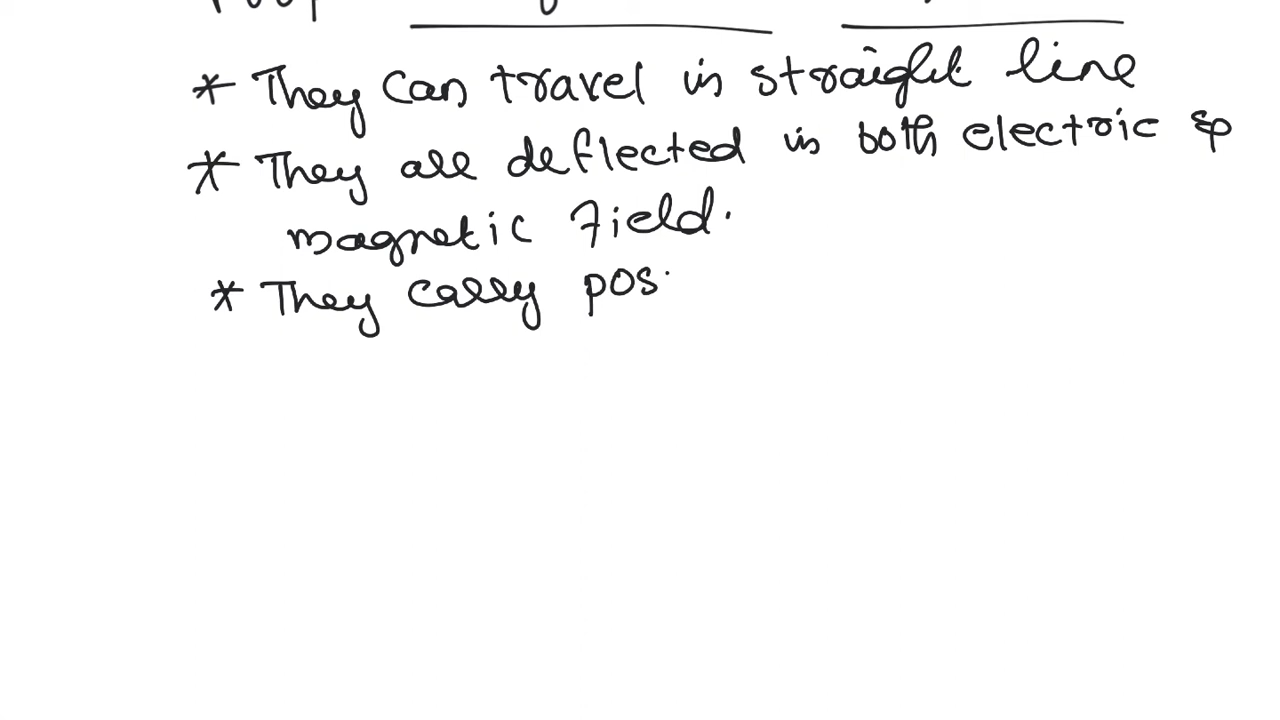 * They can travel in straight line
* They are deflected in both electric &
magnetic field.
* They carry pos